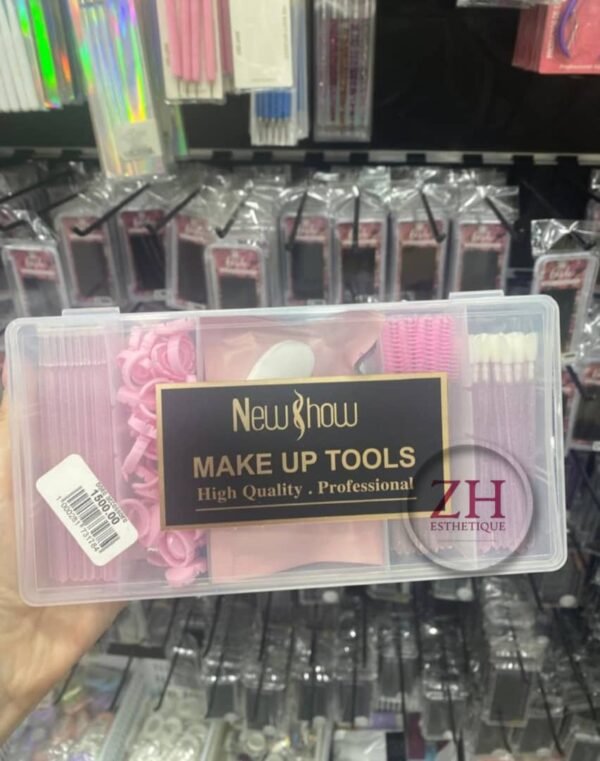 NewShow
MAKE UP TOOLS
High Quality . Professional
1500.00
ZH
ESTHETIQUE